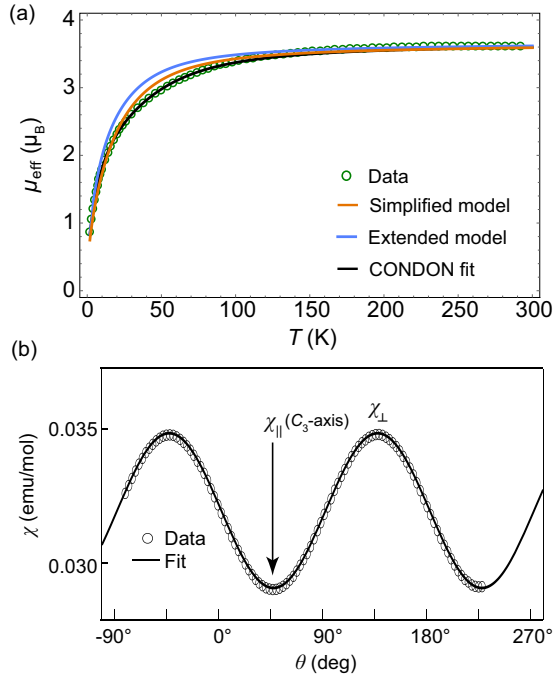 (a)
4
3
2
1
0
μeff (μB)
Data
Simplified model
Extended model
CONDON fit
0 50 100 150 200 250 300
T (K)
(b)
χ|| (C3-axis) χ⊥
0.035
0.030
χ (emu/mol)
Data
Fit
-90° 0° 90° 180° 270°
θ (deg)